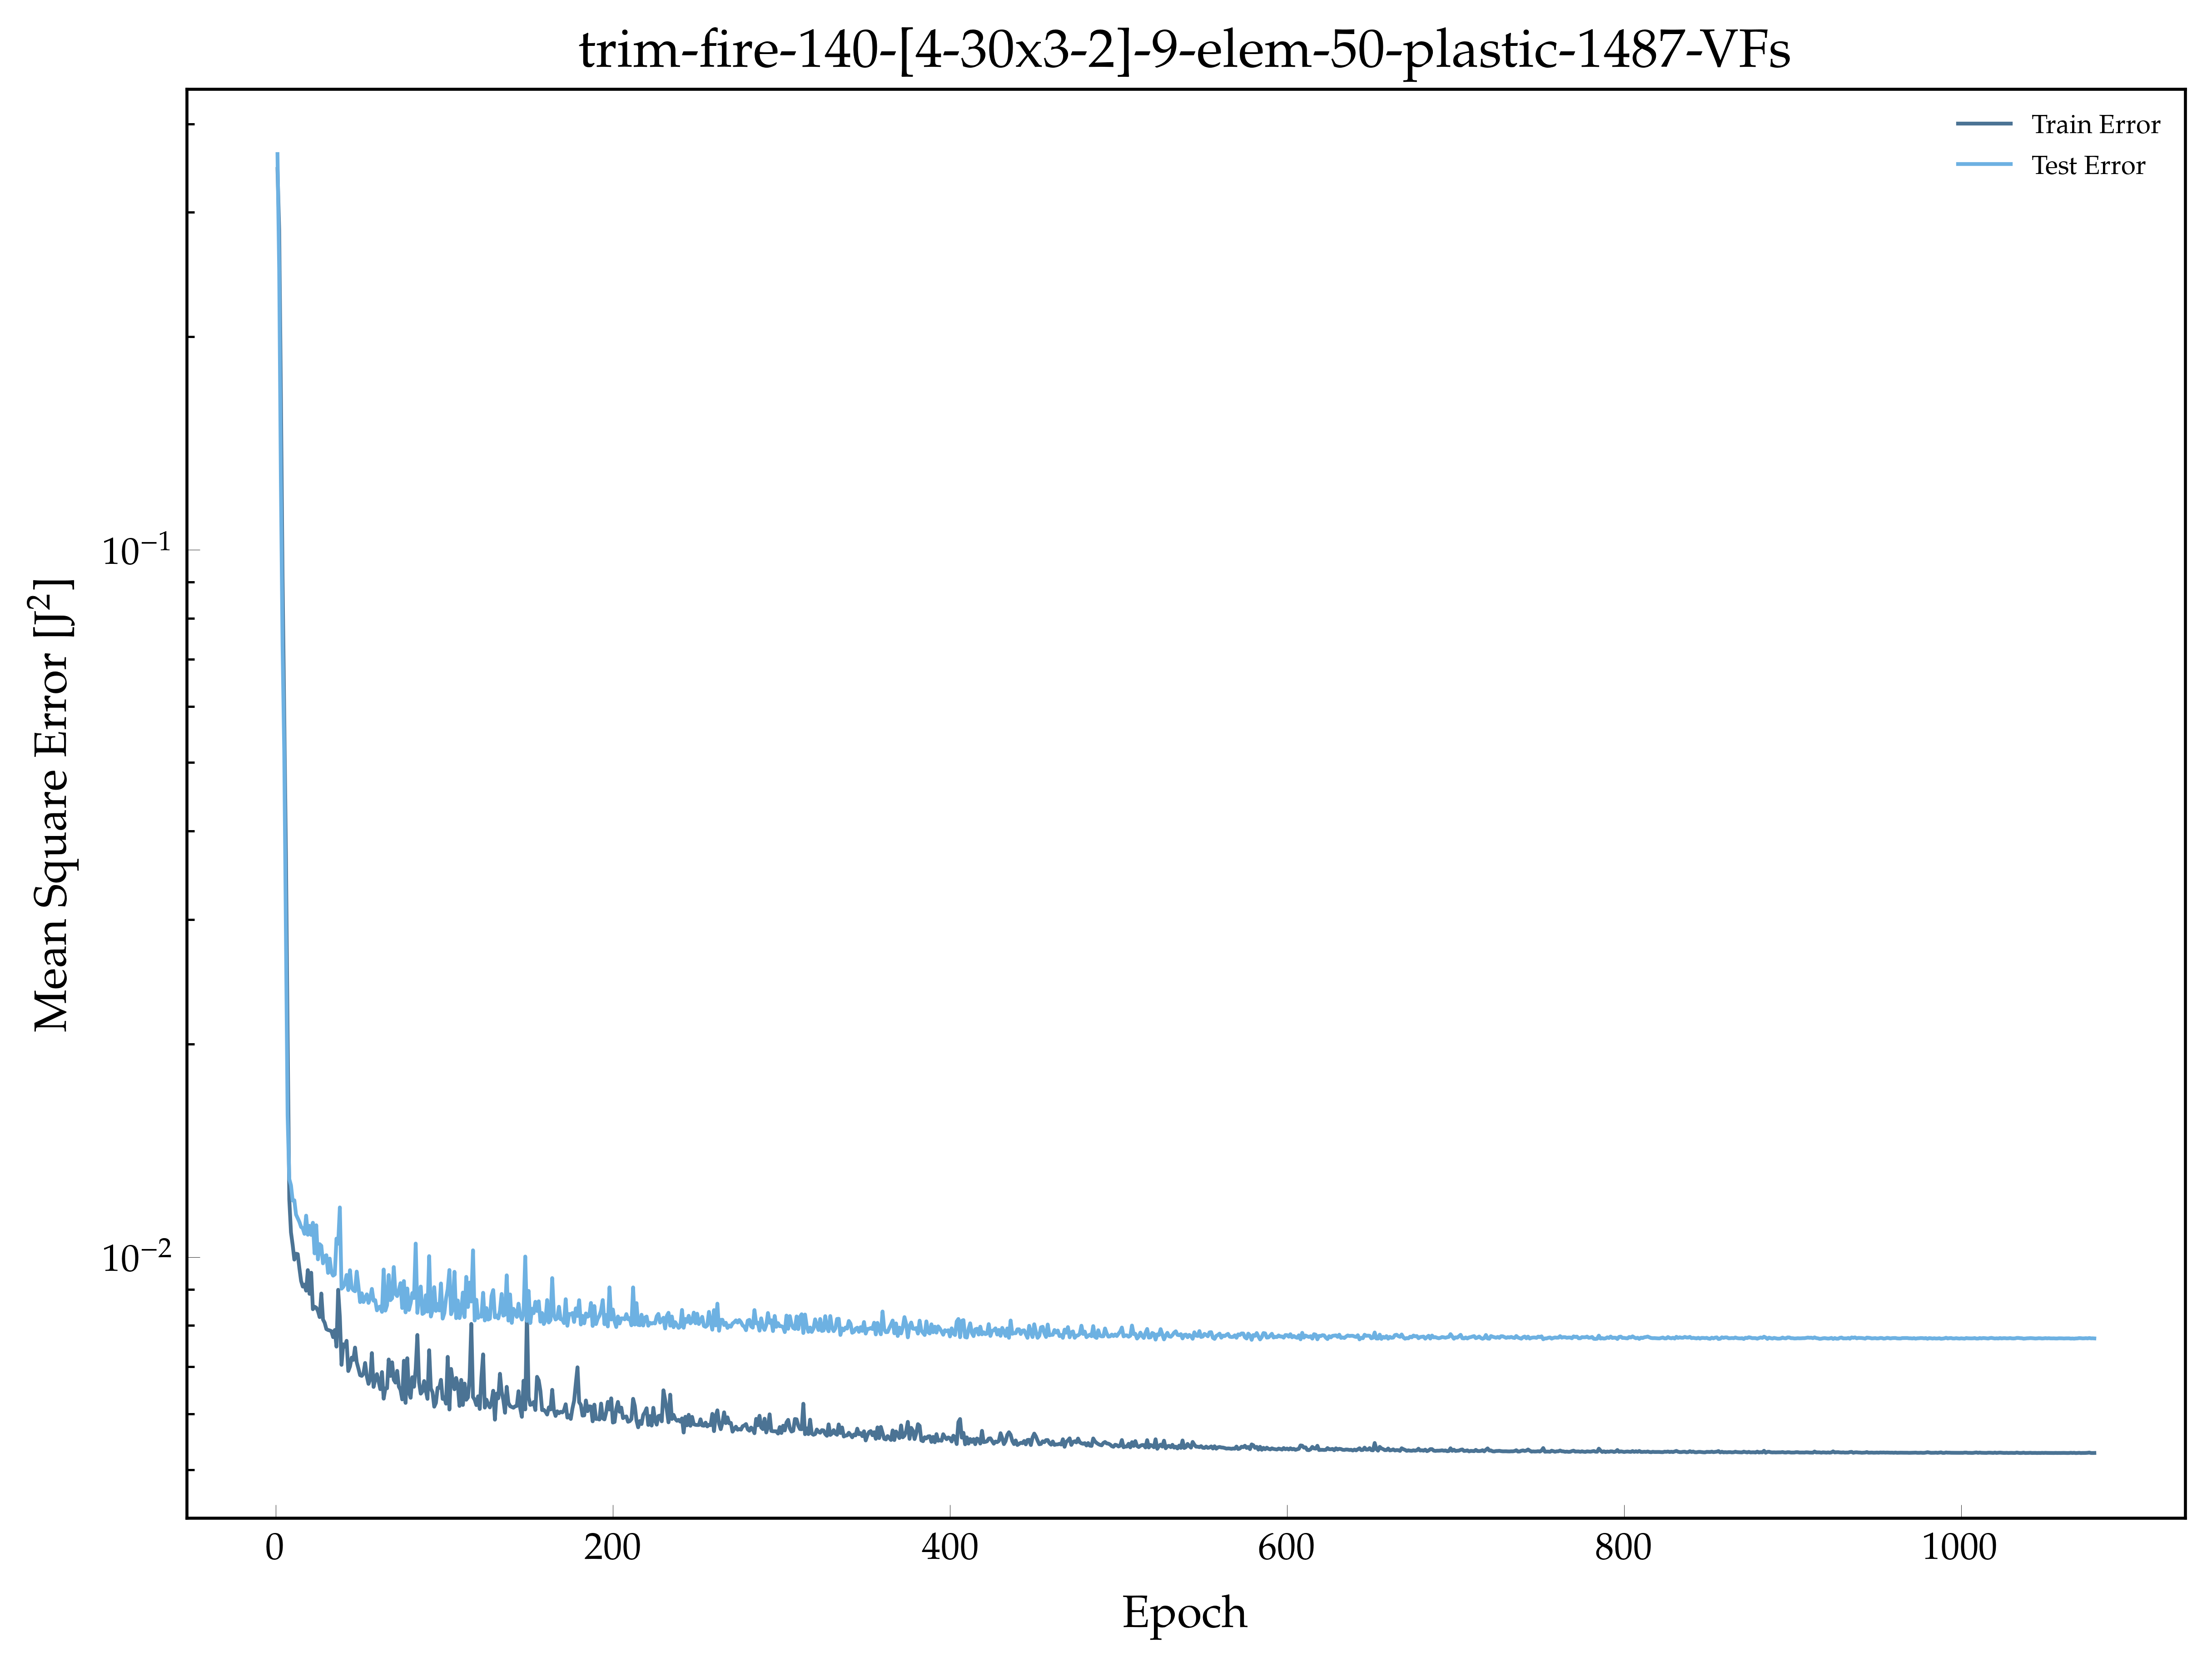 trim-fire-140-[4-30x3-2]-9-elem-50-plastic-1487-VFs
Train Error
Test Error
Mean Square Error [J²]
10⁻¹
10⁻²
0 200 400 600 800 1000
Epoch